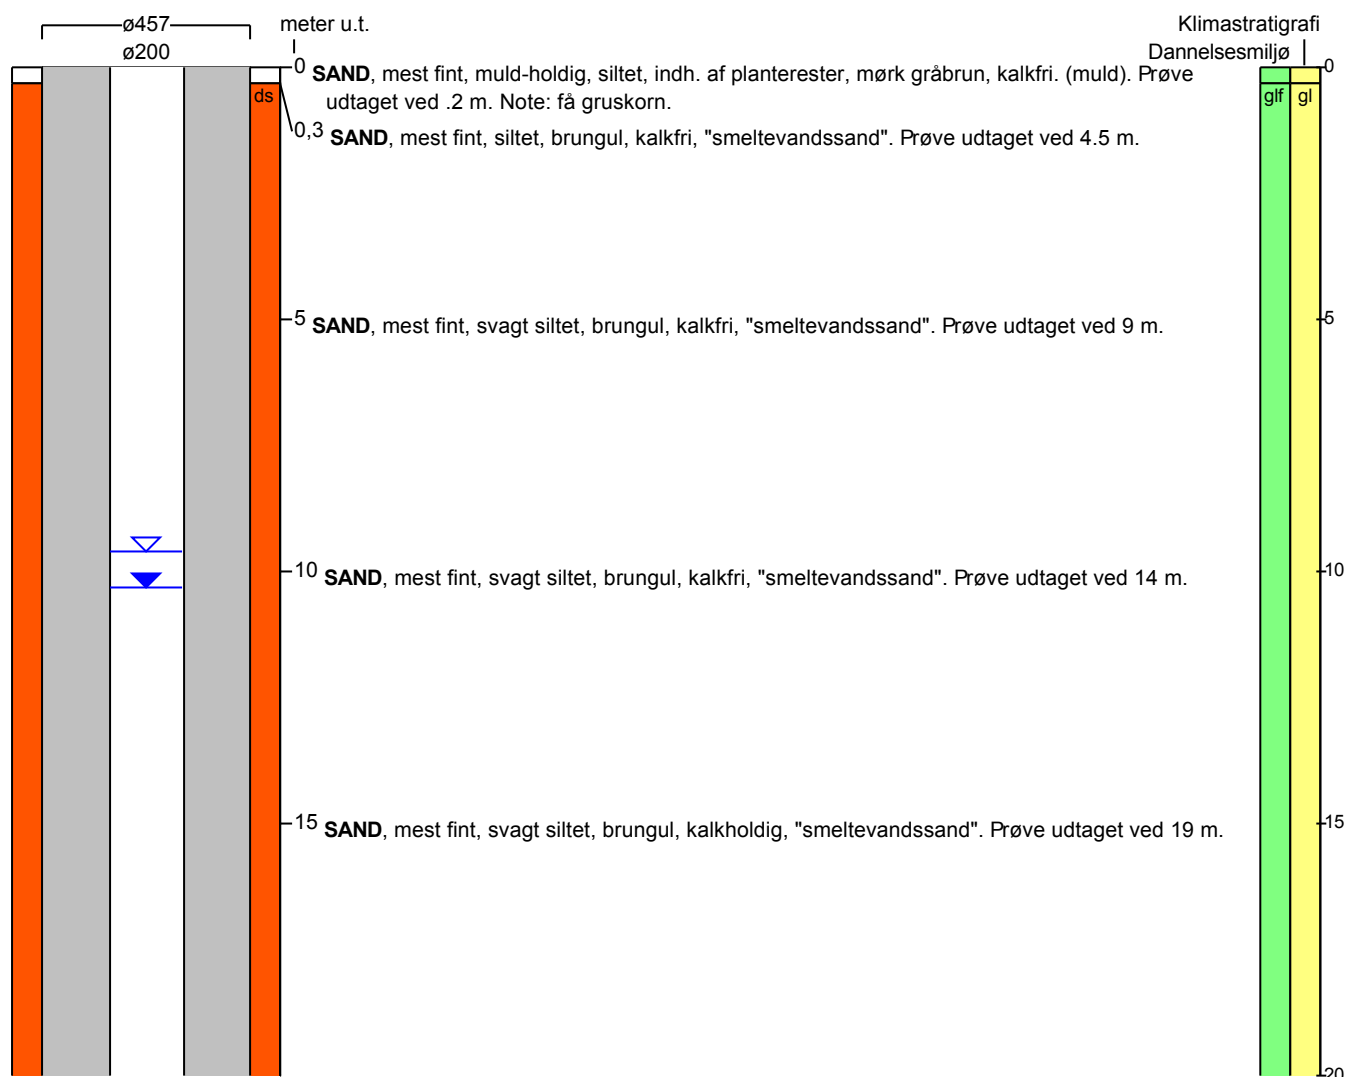 ø457
meter u.t.
Klimastratigrafi
ø200
Dannelsesmiljø
0 SAND, mest fint, muld-holdig, siltet, indh. af planterester, mørk gråbrun, kalkfri. (muld). Prøve
udtaget ved .2 m. Note: få gruskorn.
0
ds
glf
gl
0,3 SAND, mest fint, siltet, brungul, kalkfri, "smeltevandssand". Prøve udtaget ved 4.5 m.
5 SAND, mest fint, svagt siltet, brungul, kalkfri, "smeltevandssand". Prøve udtaget ved 9 m.
5
10 SAND, mest fint, svagt siltet, brungul, kalkfri, "smeltevandssand". Prøve udtaget ved 14 m.
10
15 SAND, mest fint, svagt siltet, brungul, kalkholdig, "smeltevandssand". Prøve udtaget ved 19 m.
15
20